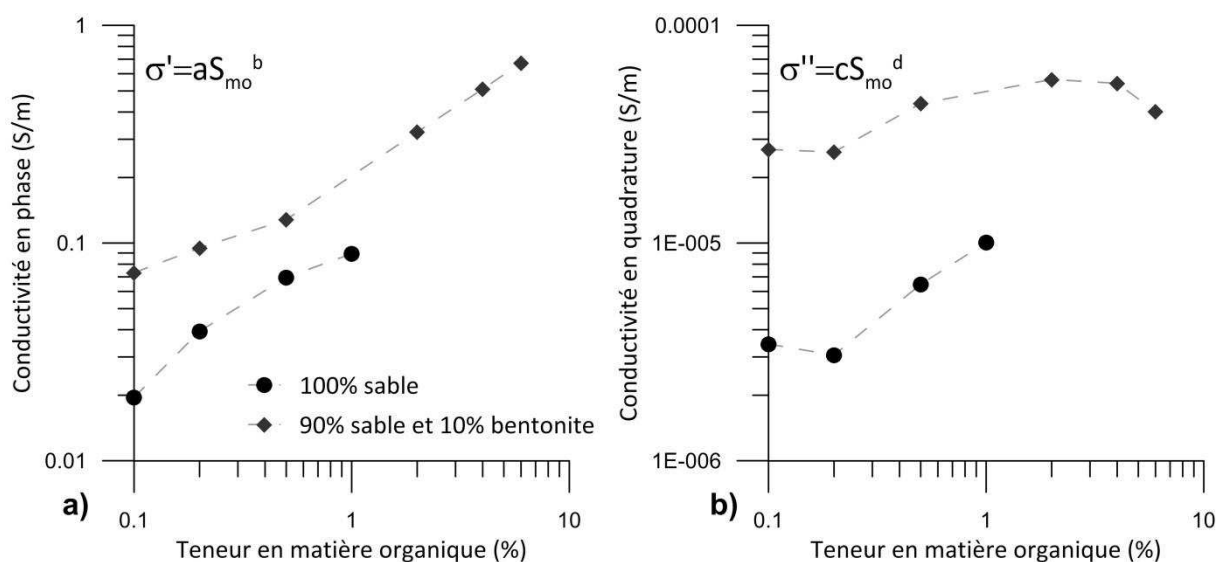 σ'=aSmo^b
Conductivité en phase (S/m)
1
0.1
0.01
0.1
1
10
100% sable
90% sable et 10% bentonite
a)
Teneur en matière organique (%)
σ''=cSmo^d
Conductivité en quadrature (S/m)
0.0001
1E-005
1E-006
0.1
1
10
b)
Teneur en matière organique (%)